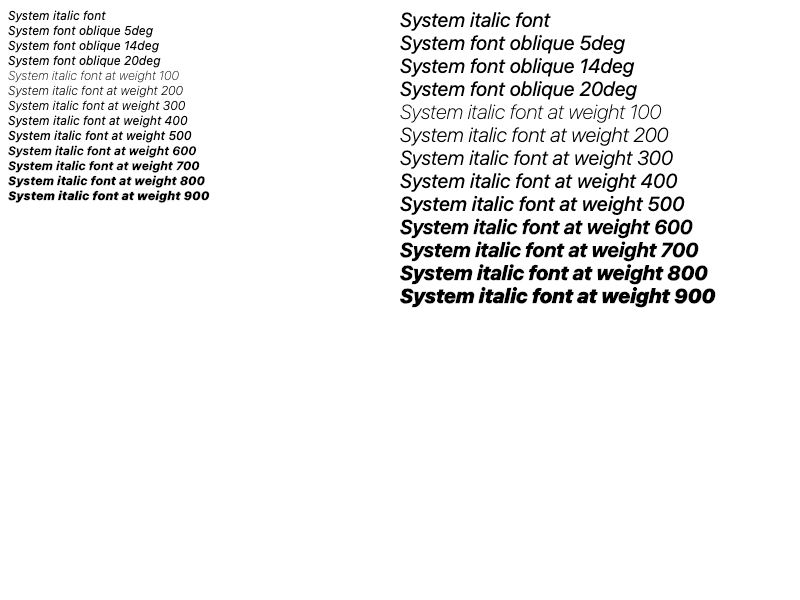 System italic font
System font oblique 5deg
System font oblique 14deg
System font oblique 20deg
System italic font at weight 100
System italic font at weight 200
System italic font at weight 300
System italic font at weight 400
System italic font at weight 500
System italic font at weight 600
System italic font at weight 700
System italic font at weight 800
System italic font at weight 900
System italic font
System font oblique 5deg
System font oblique 14deg
System font oblique 20deg
System italic font at weight 100
System italic font at weight 200
System italic font at weight 300
System italic font at weight 400
System italic font at weight 500
System italic font at weight 600
System italic font at weight 700
System italic font at weight 800
System italic font at weight 900